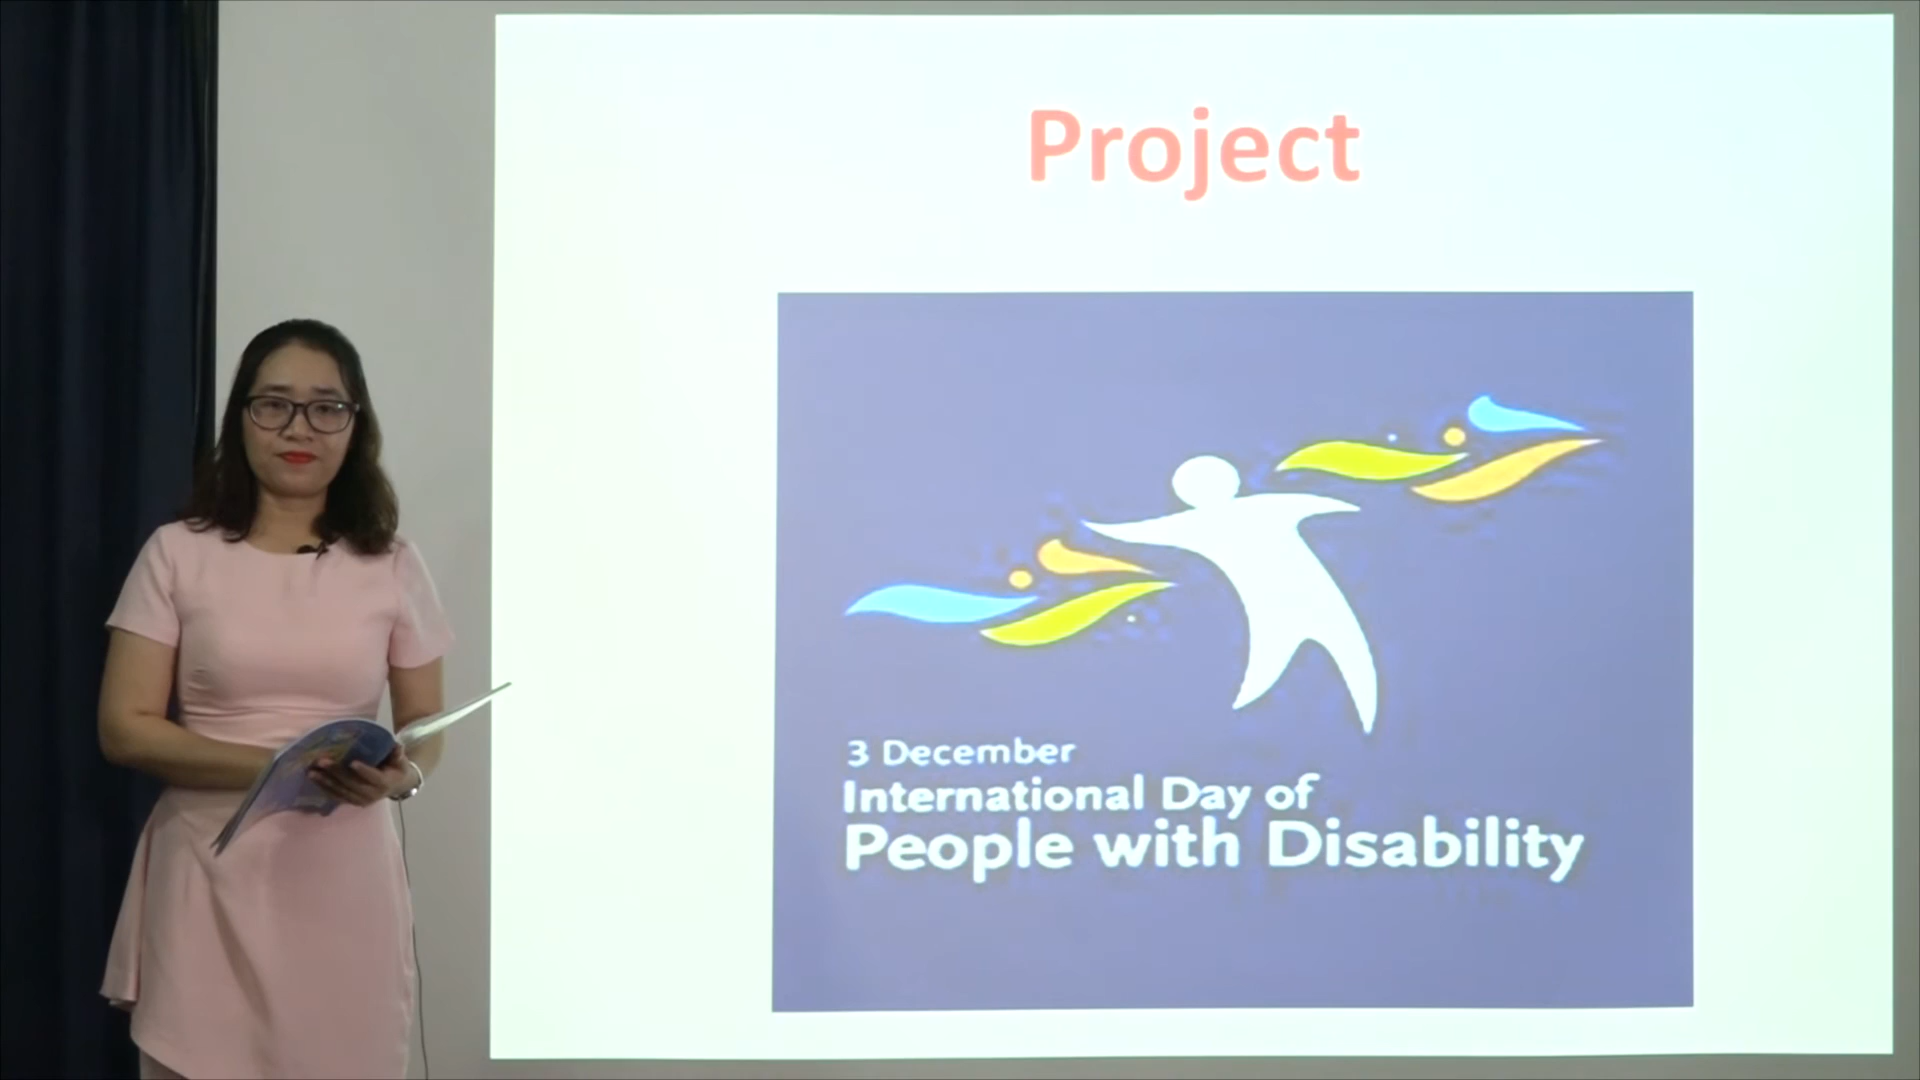 Project
3 December
International Day of
People with Disability